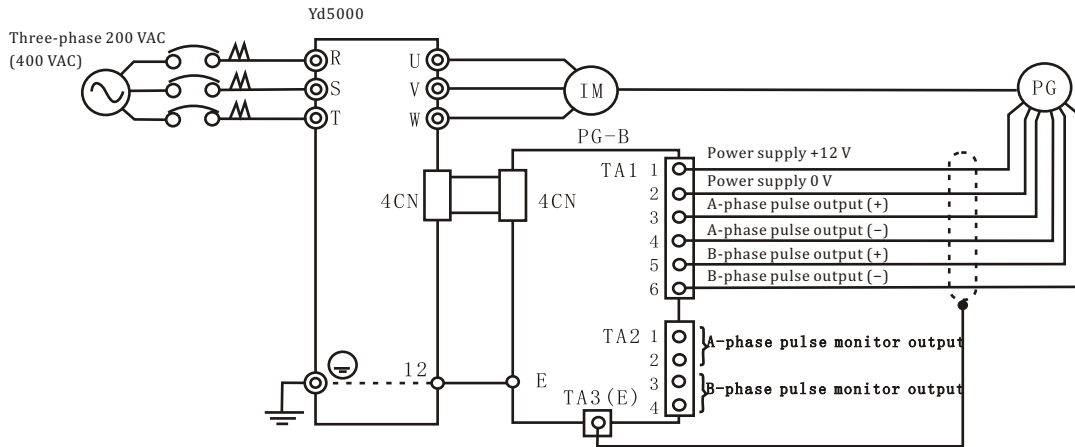 Yd5000
Three-phase 200 VAC
(400 VAC)
R
S
T
U
V
W
IM
PG
PG-B
4CN
4CN
TA1
1
2
3
4
5
6
Power supply +12 V
Power supply 0 V
A-phase pulse output (+)
A-phase pulse output (−)
B-phase pulse output (+)
B-phase pulse output (−)
TA2
1
2
3
4
A-phase pulse monitor output
B-phase pulse monitor output
12
E
TA3(E)